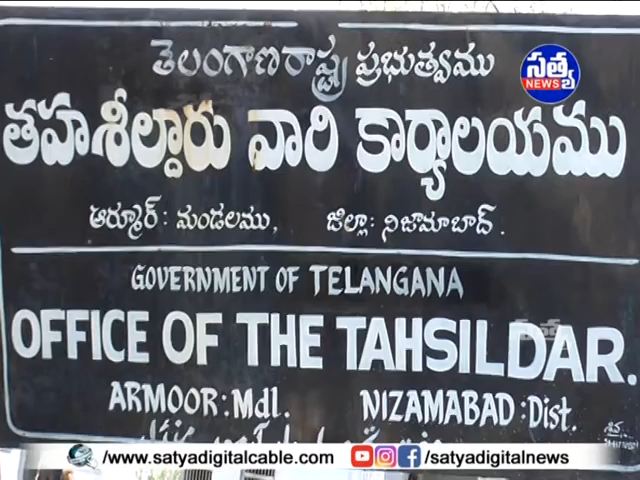 తెలంగాణ రాష్ట్ర ప్రభుత్వము
సత్య
NEWS
తహశీల్దారు వారి కార్యాలయము
ఆర్మూర్: మండలము, జిల్లా: నిజామాబాద్.
GOVERNMENT OF TELANGANA
OFFICE OF THE TAHSILDAR.
ARMOOR:Mdl. NIZAMABAD:Dist.
//www.satyadigitalcable.com /satyadigitalnews